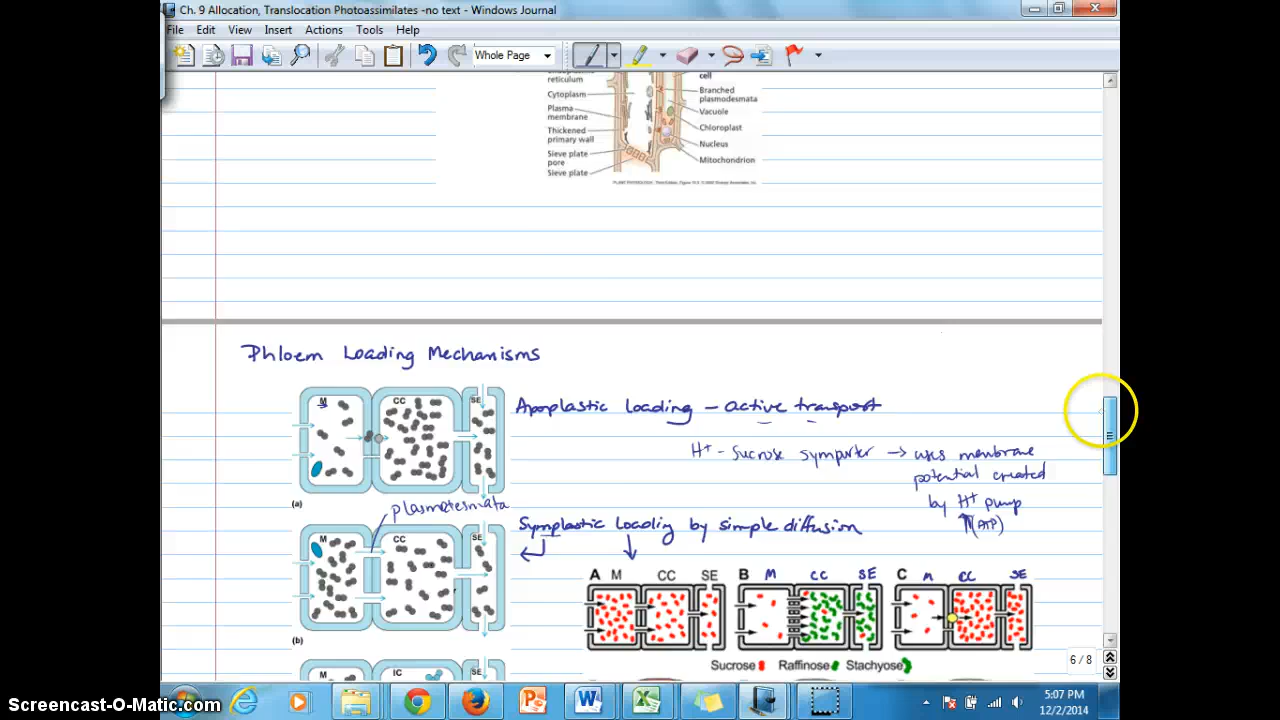 Ch. 9 Allocation, Translocation Photoassimilates -no text - Windows Journal
File Edit View Insert Actions Tools Help
Whole Page
reticulum
Cytoplasm
Plasma
membrane
Thickened
primary wall
Sieve plate
pore
Sieve plate
cell
Branched
plasmodesmata
Vacuole
Chloroplast
Nucleus
Mitochondrion
Phloem Loading Mechanisms
M CC SE
Apoplastic loading - active transport
H+ - sucrose symporter → uses membrane
potential created
by H+ pump
(ATP)
(a)
plasmotesmata
Symplastic Loading by simple diffusion
M CC SE
(b)
A M CC SE B M CC SE C M CC SE
Sucrose Raffinose Stachyose
M IC SE
6 / 8
5:07 PM
12/2/2014
Screencast-O-Matic.com